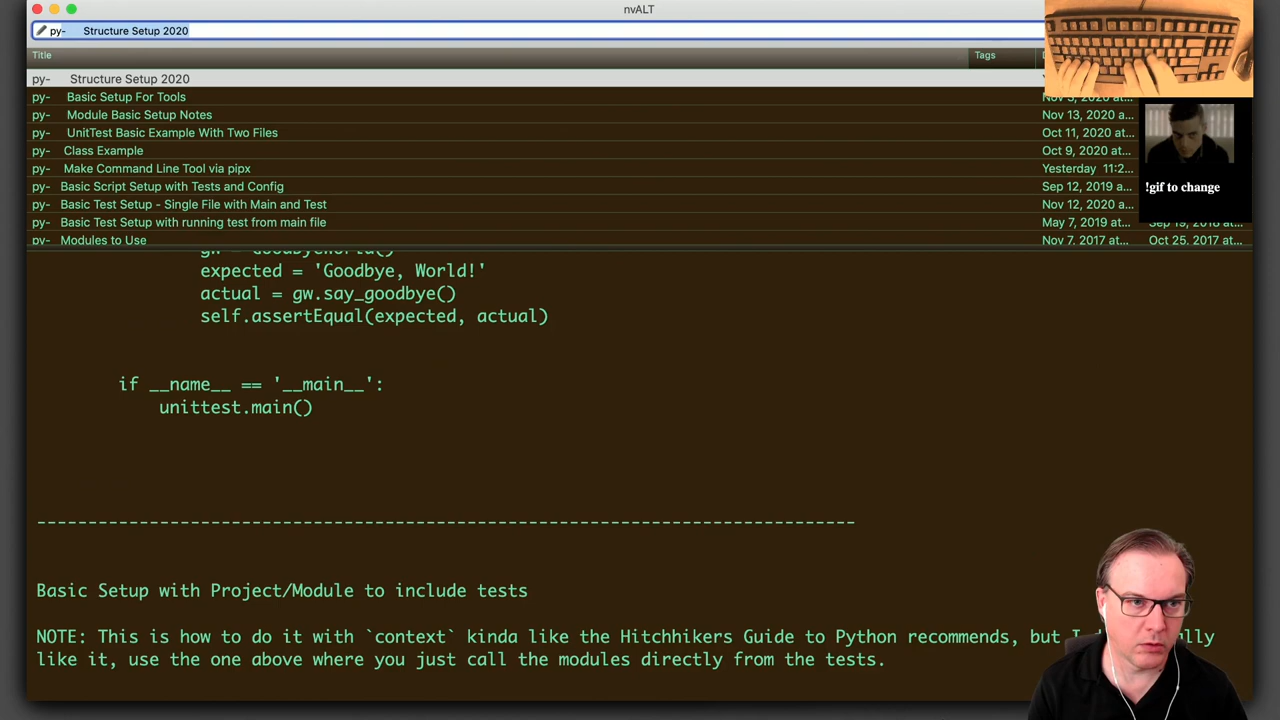 nvALT
py- Structure Setup 2020
Title Tags
py- Structure Setup 2020
py- Basic Setup For Tools
py- Module Basic Setup Notes Nov 13, 2020 a...
py- UnitTest Basic Example With Two Files Oct 11, 2020 at...
py- Class Example Oct 9, 2020 at...
py- Make Command Line Tool via pipx Yesterday 11:2...
py- Basic Script Setup with Tests and Config Sep 12, 2019 a...
py- Basic Test Setup - Single File with Main and Test Nov 12, 2020 a...
py- Basic Test Setup with running test from main file May 7, 2019 at...
py- Modules to Use Nov 7, 2017 at... Oct 25, 2017 at...
!gif to change
expected = 'Goodbye, World!'
actual = gw.say_goodbye()
self.assertEqual(expected, actual)
if __name__ == '__main__':
unittest.main()
--------------------------------------------------------------------------------
Basic Setup with Project/Module to include tests
NOTE: This is how to do it with `context` kinda like the Hitchhikers Guide to Python recommends, but I
like it, use the one above where you just call the modules directly from the tests.